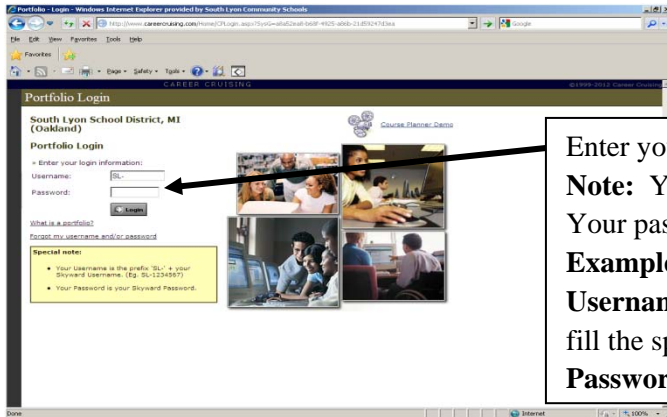 Portfolio - Login - Windows Internet Explorer provided by South Lyon Community Schools
Google
File Edit View Favorites Tools Help
Favorites
Page Safety Tools
CAREER CRUISING
Portfolio Login
South Lyon School District, MI
(Oakland)
Course Planner Demo
Portfolio Login
Enter your login information:
Username: SL-
Password:
Login
What is a portfolio?
Forgot my username and/or password
Special note:
Your Username is the prefix 'SL-' + your
Skyward Username. (Eg. SL-1234567)
Your Password is your Skyward Password.
Enter yo
Note: Y
Your pas
Example
Usernam
fill the sp
Passwor
Done
Internet
100%